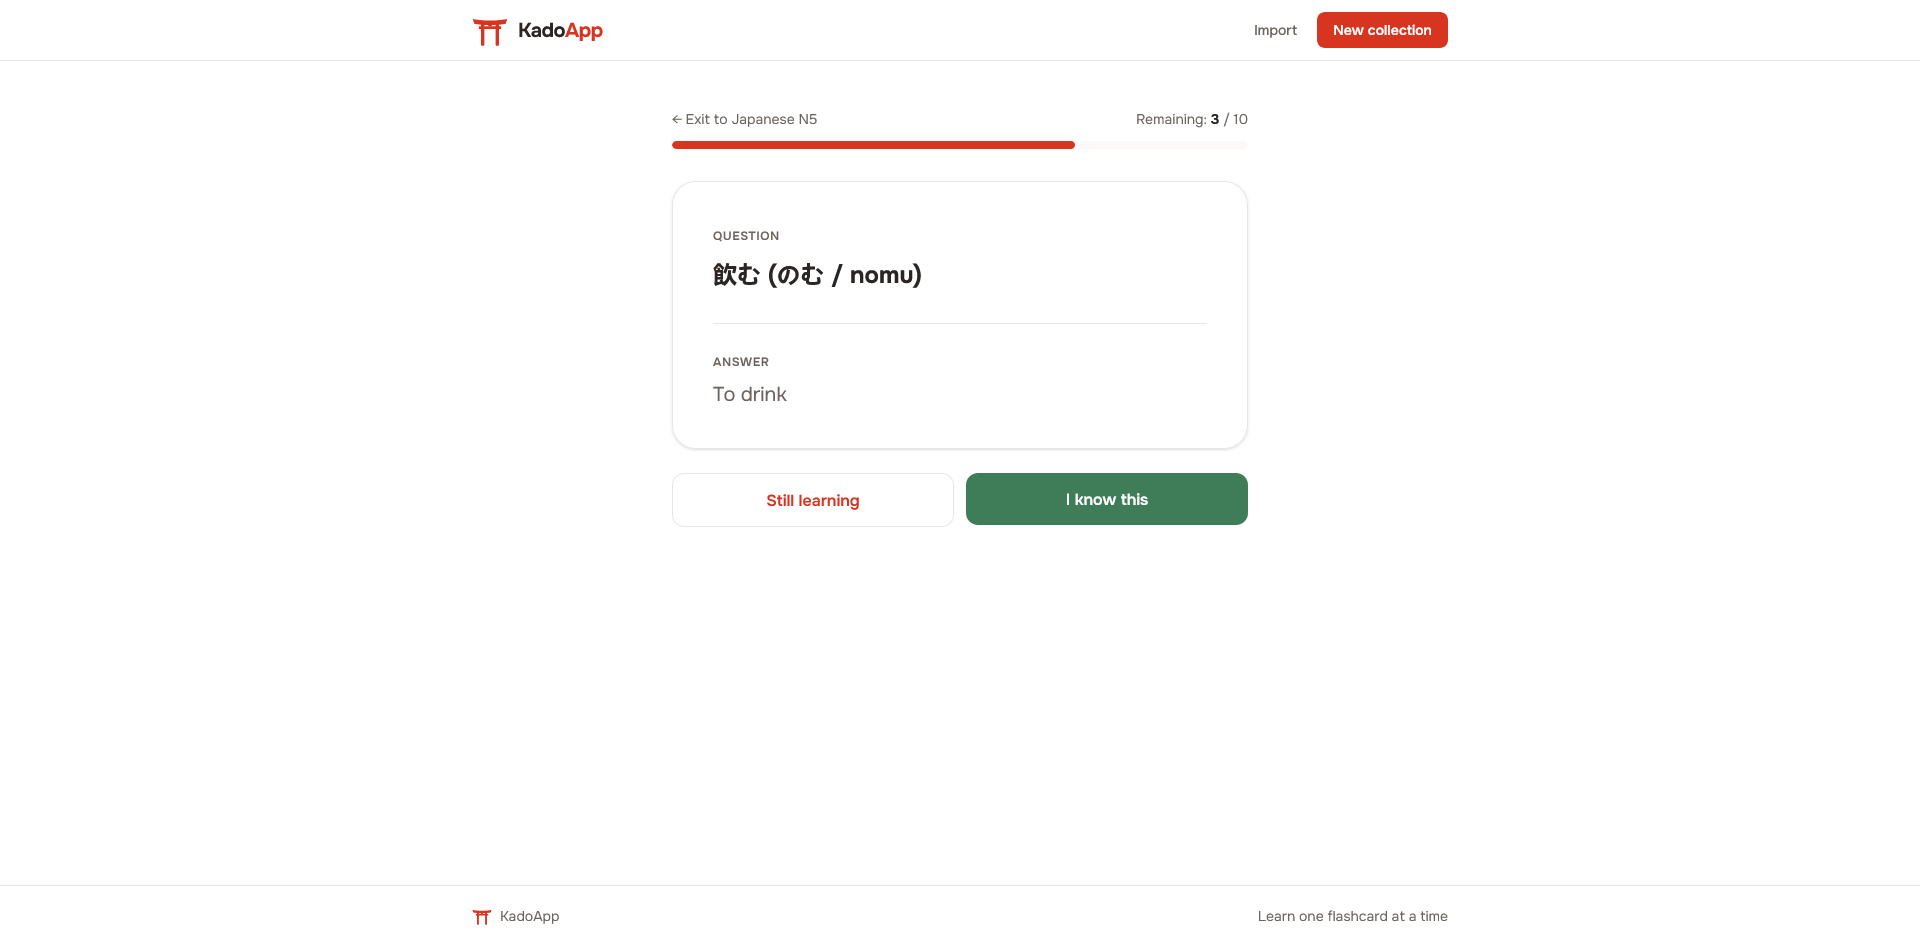 KadoApp
Import
New collection
← Exit to Japanese N5
Remaining: 3 / 10
QUESTION
飲む (のむ / nomu)
ANSWER
To drink
Still learning
I know this
KadoApp
Learn one flashcard at a time